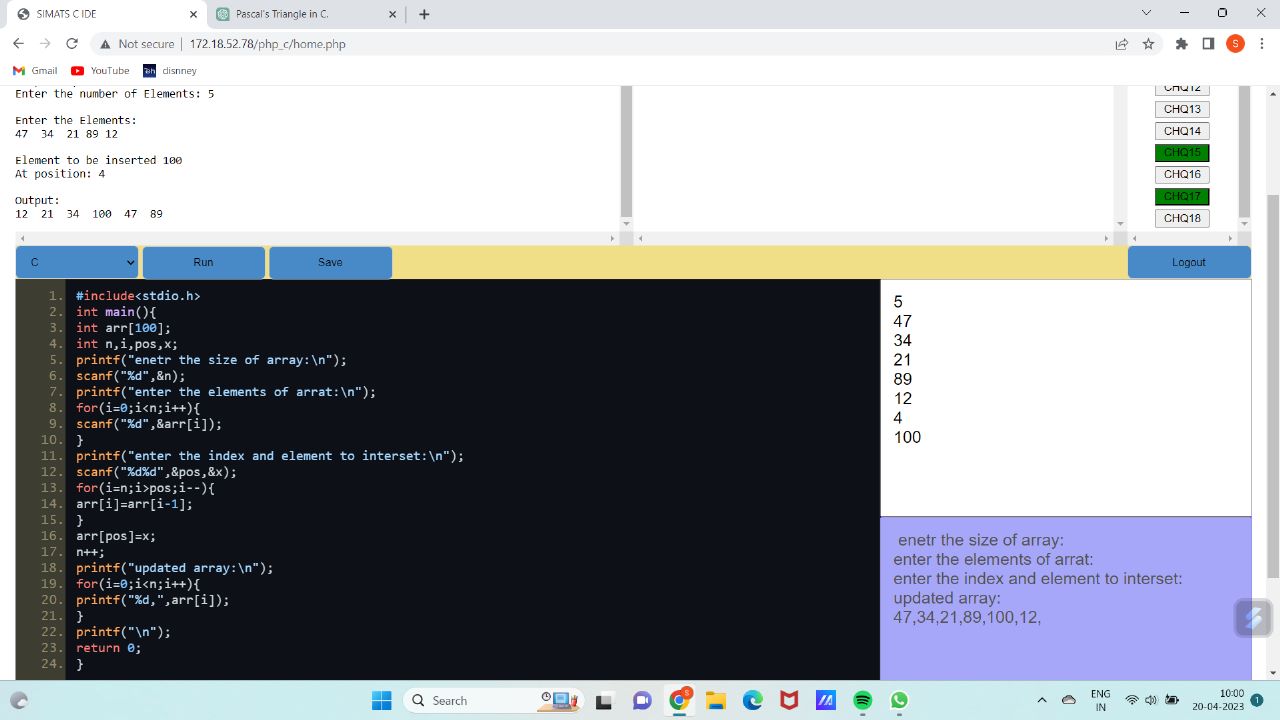 SIMATS C IDE
Pascal's Triangle in C.
Not secure | 172.18.52.78/php_c/home.php
S
Gmail YouTube disnney
Enter the number of Elements: 5
Enter the Elements:
47 34 21 89 12
Element to be inserted 100
At position: 4
Output:
12 21 34 100 47 89
CHQ12
CHQ13
CHQ14
CHQ15
CHQ16
CHQ17
CHQ18
C Run Save Logout
1. #include<stdio.h>
2. int main(){
3. int arr[100];
4. int n,i,pos,x;
5. printf("enetr the size of array:\n");
6. scanf("%d",&n);
7. printf("enter the elements of arrat:\n");
8. for(i=0;i<n;i++){
9. scanf("%d",&arr[i]);
10. }
11. printf("enter the index and element to interset:\n");
12. scanf("%d%d",&pos,&x);
13. for(i=n;i>pos;i--){
14. arr[i]=arr[i-1];
15. }
16. arr[pos]=x;
17. n++;
18. printf("updated array:\n");
19. for(i=0;i<n;i++){
20. printf("%d,",arr[i]);
21. }
22. printf("\n");
23. return 0;
24. }
5
47
34
21
89
12
4
100
enetr the size of array:
enter the elements of arrat:
enter the index and element to interset:
updated array:
47,34,21,89,100,12,
Search
ENG
IN
10:00
20-04-2023
1